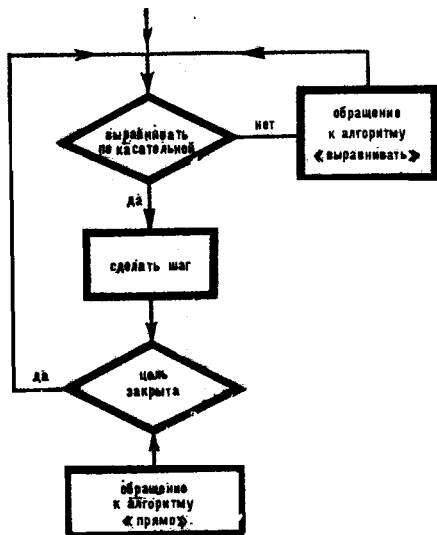 выравнивать
по касательной
нет
обращение
к алгоритму
«выравнивать»
да
сделать шаг
цель
закрыта
да
обращение
к алгоритму
«прямо».